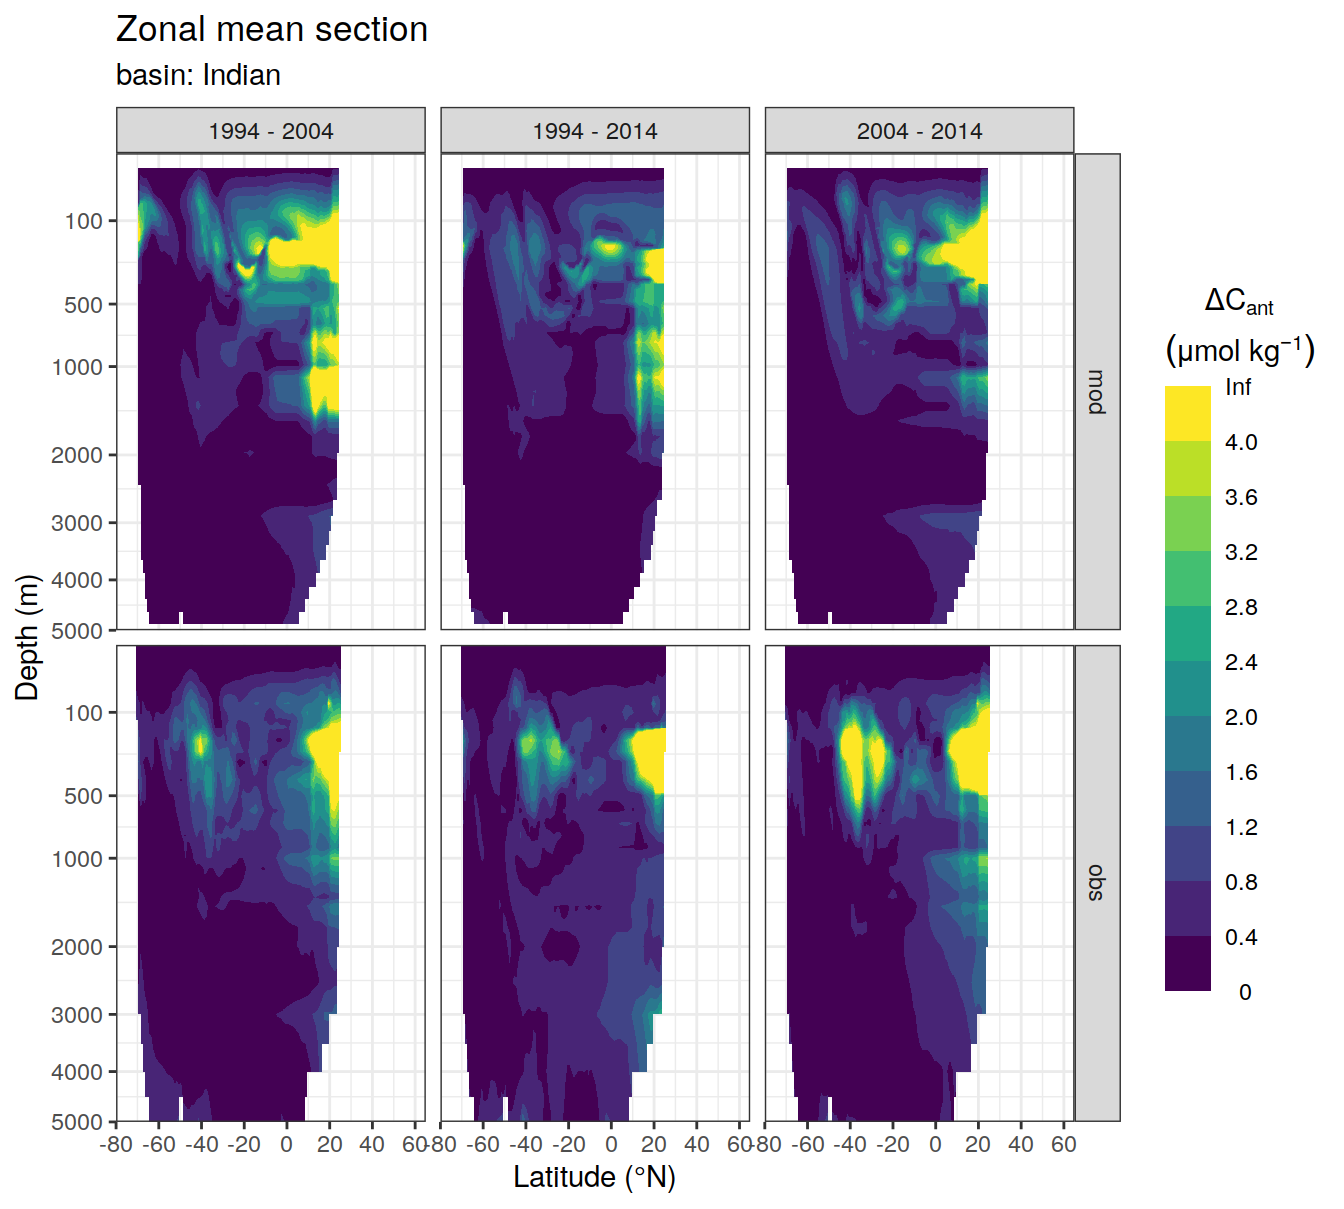 Zonal mean section
basin: Indian
1994 - 2004
1994 - 2014
2004 - 2014
100
500
1000
2000
3000
4000
5000
mod
100
500
1000
2000
3000
4000
5000
obs
-80 -60 -40 -20 0 20 40 60
-80 -60 -40 -20 0 20 40 60
-80 -60 -40 -20 0 20 40 60
Latitude (°N)
Depth (m)
ΔCant
(μmol kg⁻¹)
Inf
4.0
3.6
3.2
2.8
2.4
2.0
1.6
1.2
0.8
0.4
0